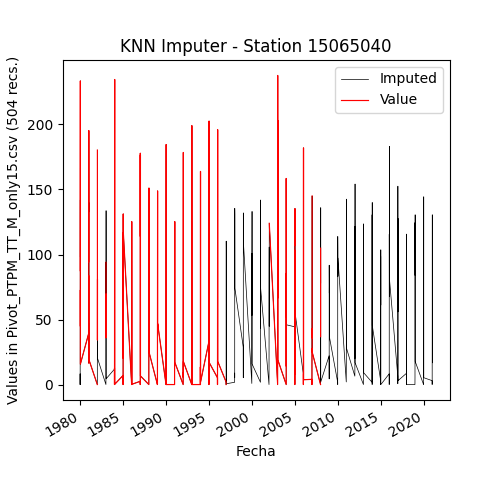 KNN Imputer - Station 15065040
Values in Pivot_PTPM_TT_M_only15.csv (504 recs.)
Imputed
Value
200
150
100
50
0
1980
1985
1990
1995
2000
2005
2010
2015
2020
Fecha